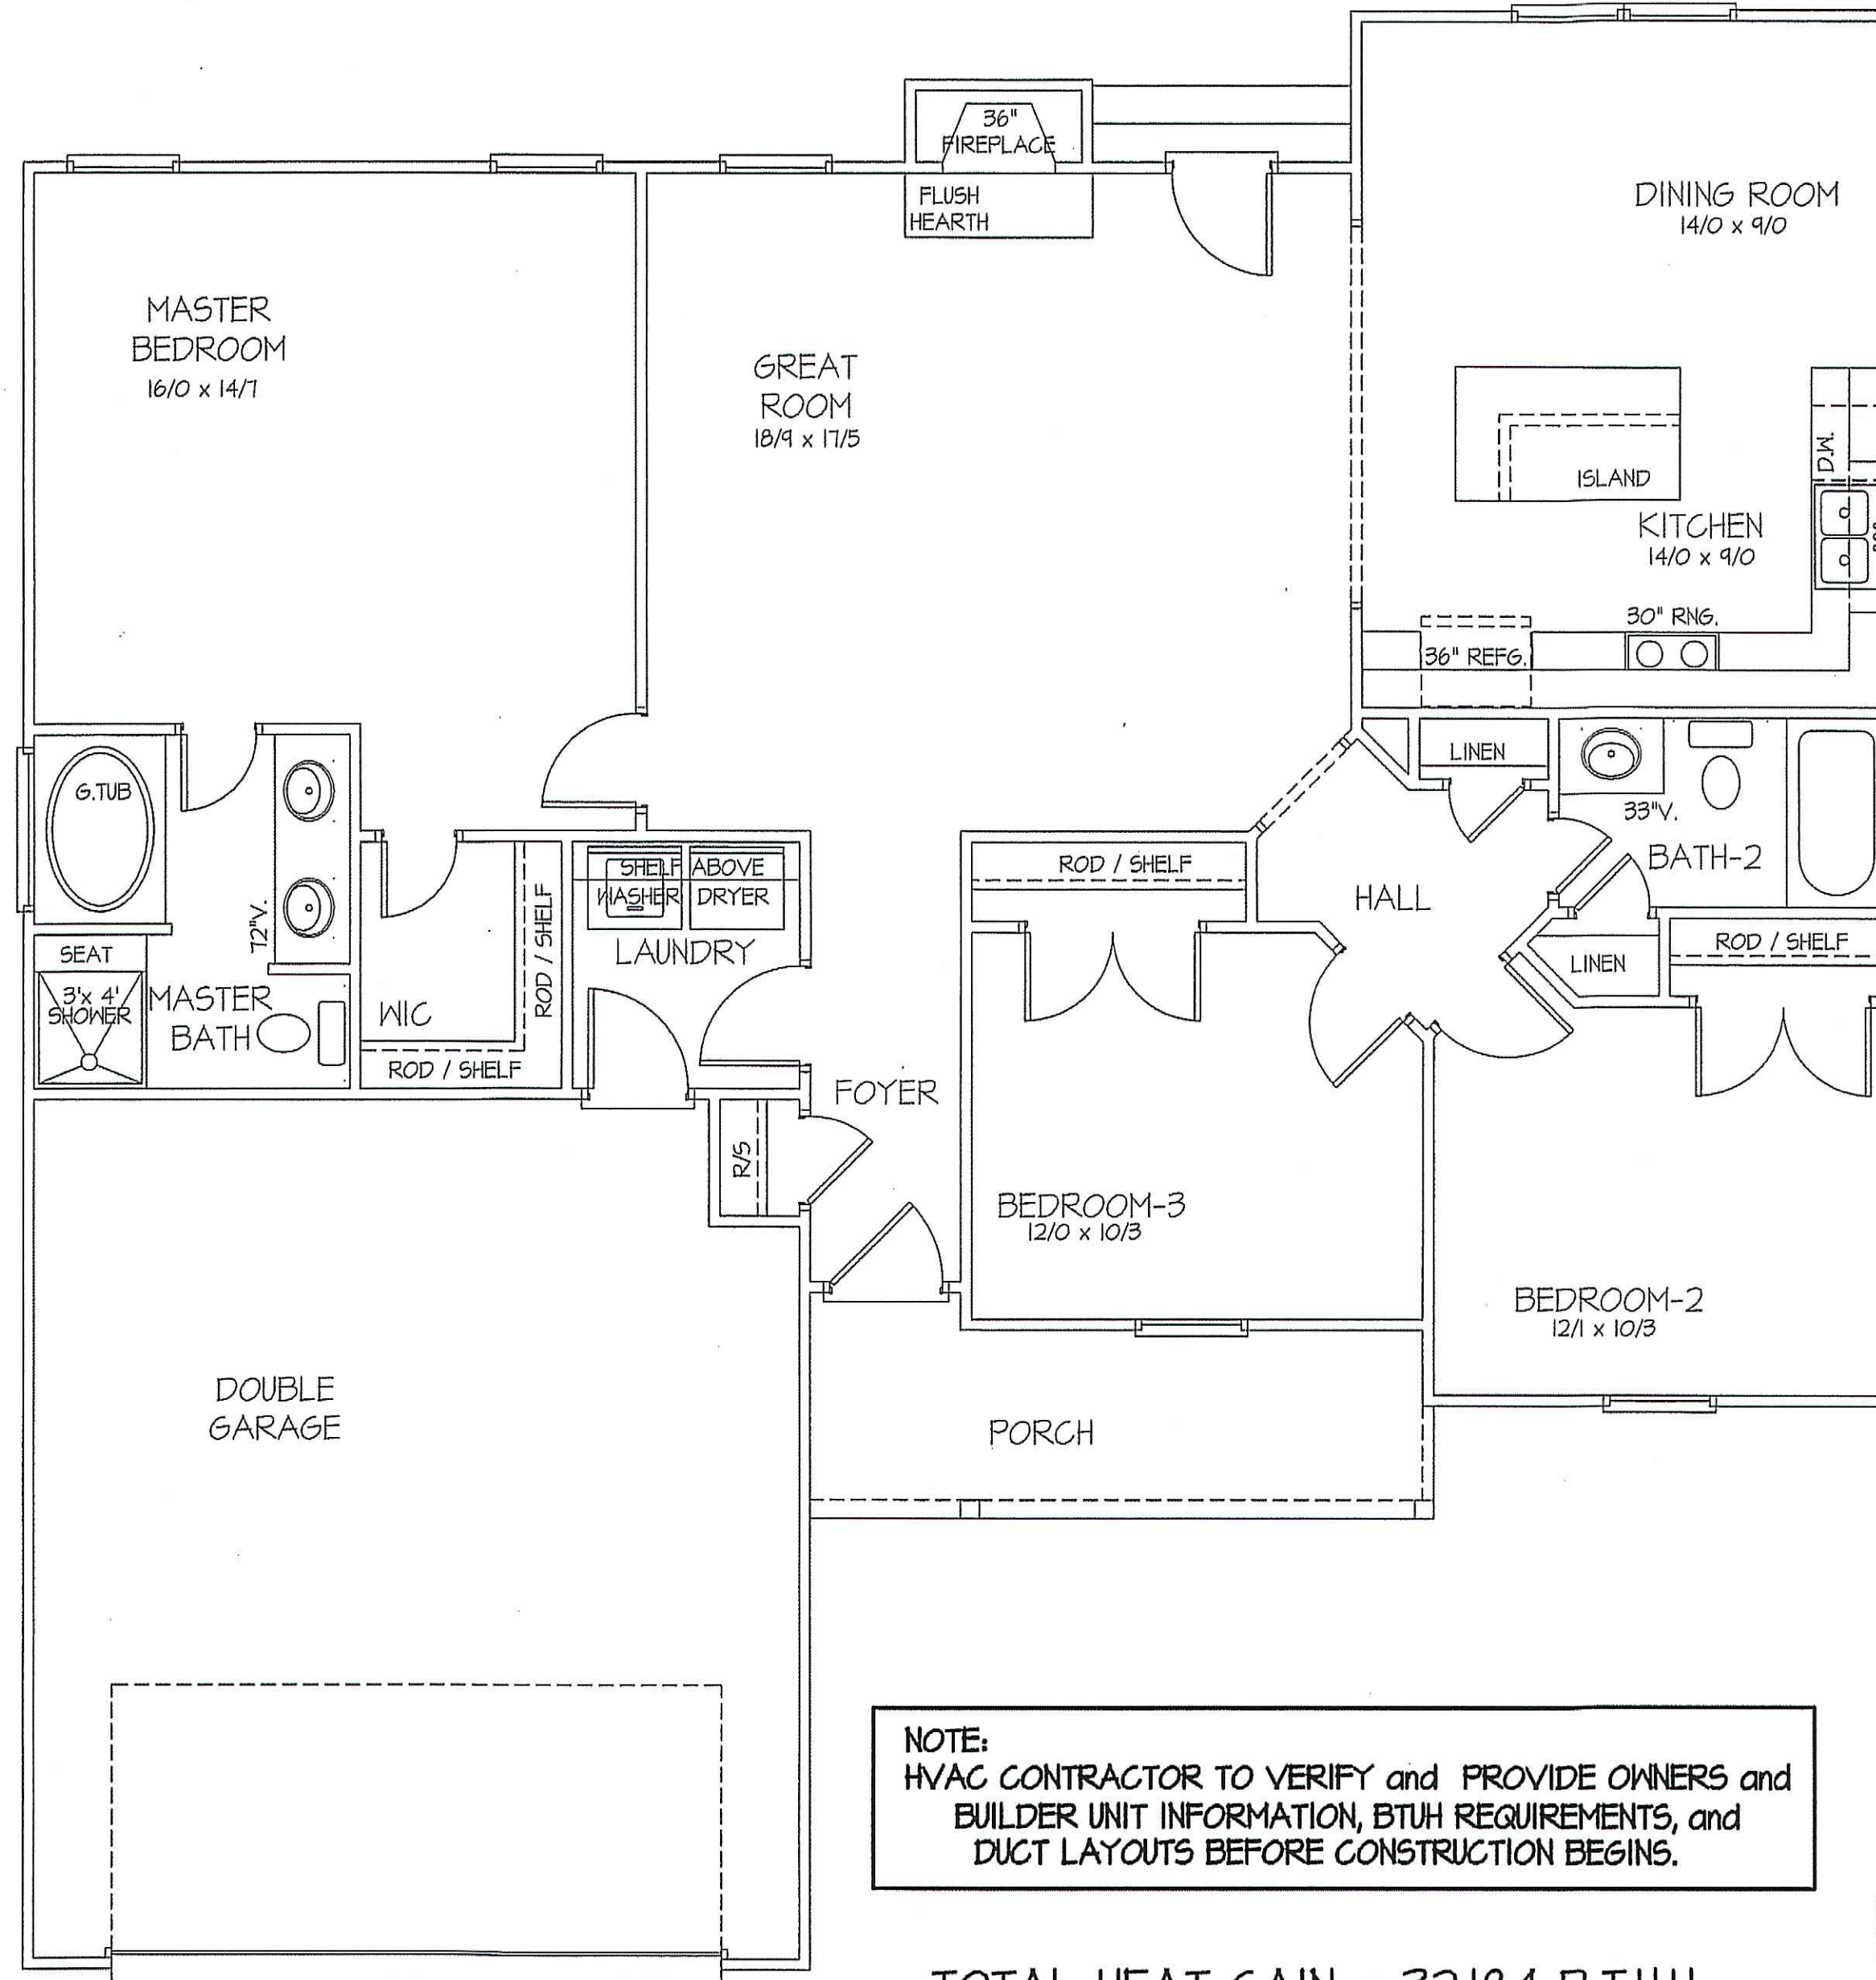 36"
FIREPLACE
FLUSH
HEARTH
DINING ROOM
14/0 x 9/0
MASTER
BEDROOM
16/0 x 14/7
GREAT
ROOM
18/9 x 17/5
ISLAND
D.W.
KITCHEN
14/0 x 9/0
30" RNG.
36" REFG.
G.TUB
72"V.
SEAT
3'x 4'
SHOWER
MASTER
BATH
WIC
ROD / SHELF
ROD / SHELF
SHELF ABOVE
WASHER
DRYER
LAUNDRY
ROD / SHELF
HALL
LINEN
33"V.
BATH-2
LINEN
ROD / SHELF
FOYER
R/S
BEDROOM-3
12/0 x 10/3
BEDROOM-2
12/1 x 10/3
DOUBLE
GARAGE
PORCH
NOTE:
HVAC CONTRACTOR TO VERIFY and PROVIDE OWNERS and
BUILDER UNIT INFORMATION, BTUH REQUIREMENTS, and
DUCT LAYOUTS BEFORE CONSTRUCTION BEGINS.
TOTAL HEAT GAIN